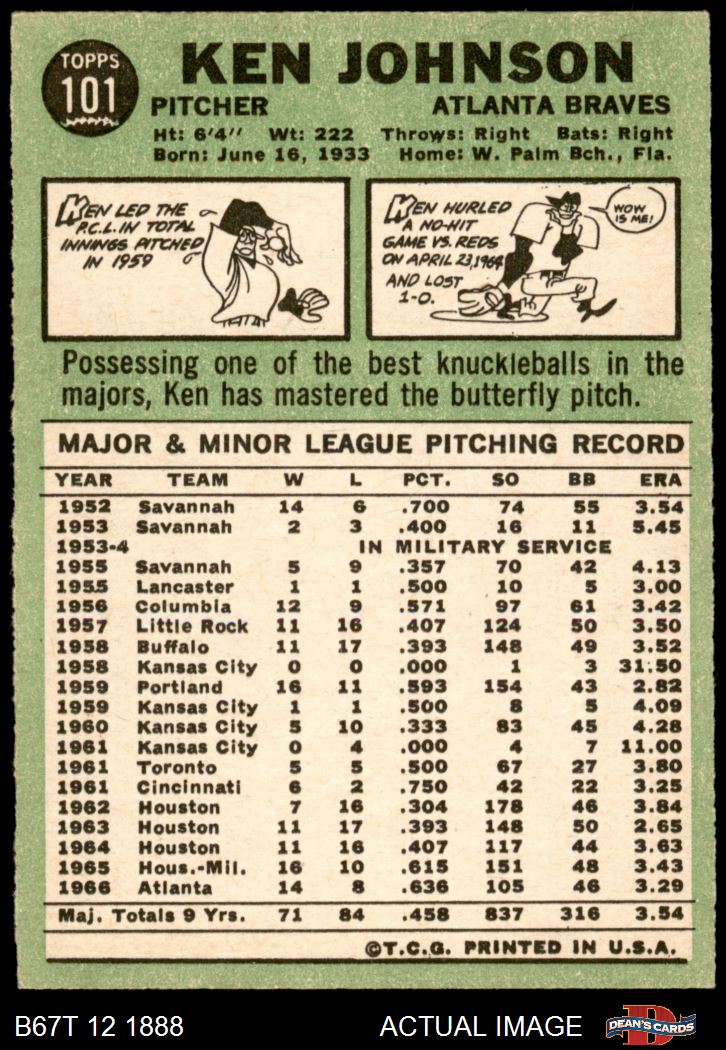 TOPPS
101
KEN JOHNSON
PITCHER ATLANTA BRAVES
Ht: 6'4" Wt: 222 Throws: Right Bats: Right
Born: June 16, 1933 Home: W. Palm Bch., Fla.
KEN LED THE
P.C.L. IN TOTAL
INNINGS PITCHED
IN 1959
KEN HURLED
A NO-HIT
GAME VS. REDS
ON APRIL 23, 1964
AND LOST
1-0.
WOW
IS ME!
Possessing one of the best knuckleballs in the
majors, Ken has mastered the butterfly pitch.
MAJOR & MINOR LEAGUE PITCHING RECORD
YEAR TEAM W L PCT. SO BB ERA
1952 Savannah 14 6 .700 74 55 3.54
1953 Savannah 2 3 .400 16 11 5.45
1953-4 IN MILITARY SERVICE
1955 Savannah 5 9 .357 70 42 4.13
1955 Lancaster 1 1 .500 10 5 3.00
1956 Columbia 12 9 .571 97 61 3.42
1957 Little Rock 11 16 .407 124 50 3.50
1958 Buffalo 11 17 .393 148 49 3.52
1958 Kansas City 0 0 .000 1 3 31.50
1959 Portland 16 11 .593 154 43 2.82
1959 Kansas City 1 1 .500 8 5 4.09
1960 Kansas City 5 10 .333 83 45 4.28
1961 Kansas City 0 4 .000 4 7 11.00
1961 Toronto 5 5 .500 67 27 3.80
1961 Cincinnati 6 2 .750 42 22 3.25
1962 Houston 7 16 .304 178 46 3.84
1963 Houston 11 17 .393 148 50 2.65
1964 Houston 11 16 .407 117 44 3.63
1965 Hous.-Mil. 16 10 .615 151 48 3.43
1966 Atlanta 14 8 .636 105 46 3.29
Maj. Totals 9 Yrs. 71 84 .458 837 316 3.54
©T.C.G. PRINTED IN U.S.A.
B67T 12 1888 ACTUAL IMAGE
D
DEAN'S CARDS